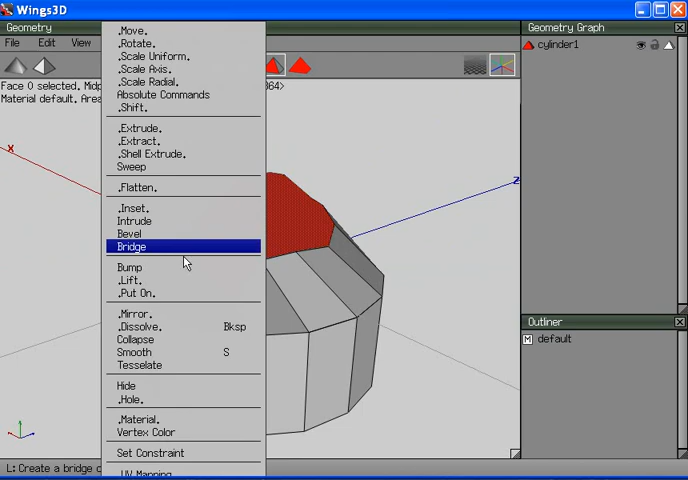 Wings3D
Geometry
File Edit View
Face 0 selected. Midp
864>
Material default. Area
.Move.
.Rotate.
.Scale Uniform.
.Scale Axis.
.Scale Radial.
Absolute Commands
.Shift.
.Extrude.
.Extract.
.Shell Extrude.
Sweep
.Flatten.
.Inset.
Intrude
Bevel
Bridge
Bump
.Lift.
.Put On.
.Mirror.
.Dissolve. Bksp
Collapse
Smooth S
Tesselate
Hide
.Hole.
.Material.
Vertex Color
Set Constraint
UV Mapping
L: Create a bridge o
X
Z
Geometry Graph
cylinder1
Outliner
M default